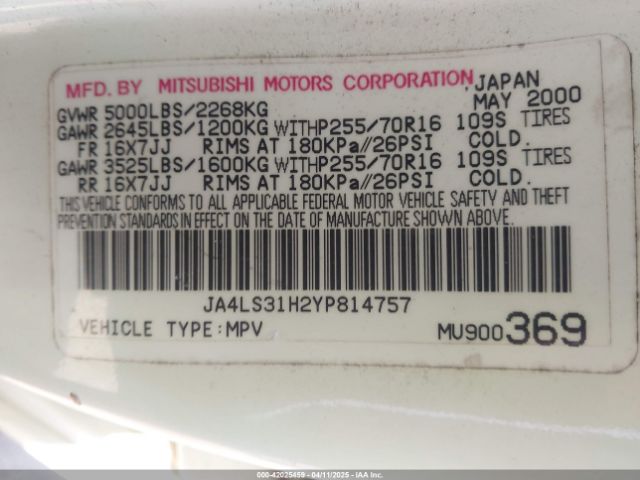 MFD. BY MITSUBISHI MOTORS CORPORATION, JAPAN
GVWR 5000LBS/2268KG MAY 2000
GAWR 2645LBS/1200KG WITHP255/70R16 109S TIRES
FR 16X7JJ RIMS AT 180KPa//26PSI COLD.
GAWR 3525LBS/1600KG WITHP255/70R16 109S TIRES
RR 16X7JJ RIMS AT 180KPa//26PSI COLD.
THIS VEHICLE CONFORMS TO ALL APPLICABLE FEDERAL MOTOR VEHICLE SAFETY AND THEFT
PREVENTION STANDARDS IN EFFECT ON THE DATE OF MANUFACTURE SHOWN ABOVE.
JA4LS31H2YP814757
VEHICLE TYPE:MPV MU900369
000-42025459 - 04/11/2025 - IAA Inc.